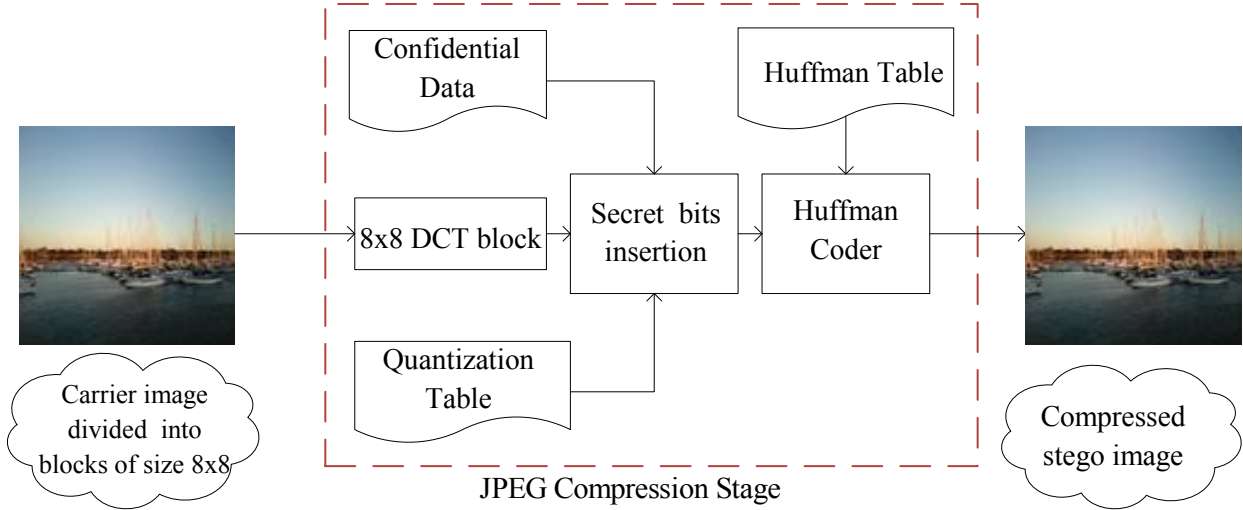 Confidential
Data
Huffman Table
8x8 DCT block
Secret bits
insertion
Huffman
Coder
Quantization
Table
Carrier image
divided into
blocks of size 8x8
Compressed
stego image
JPEG Compression Stage